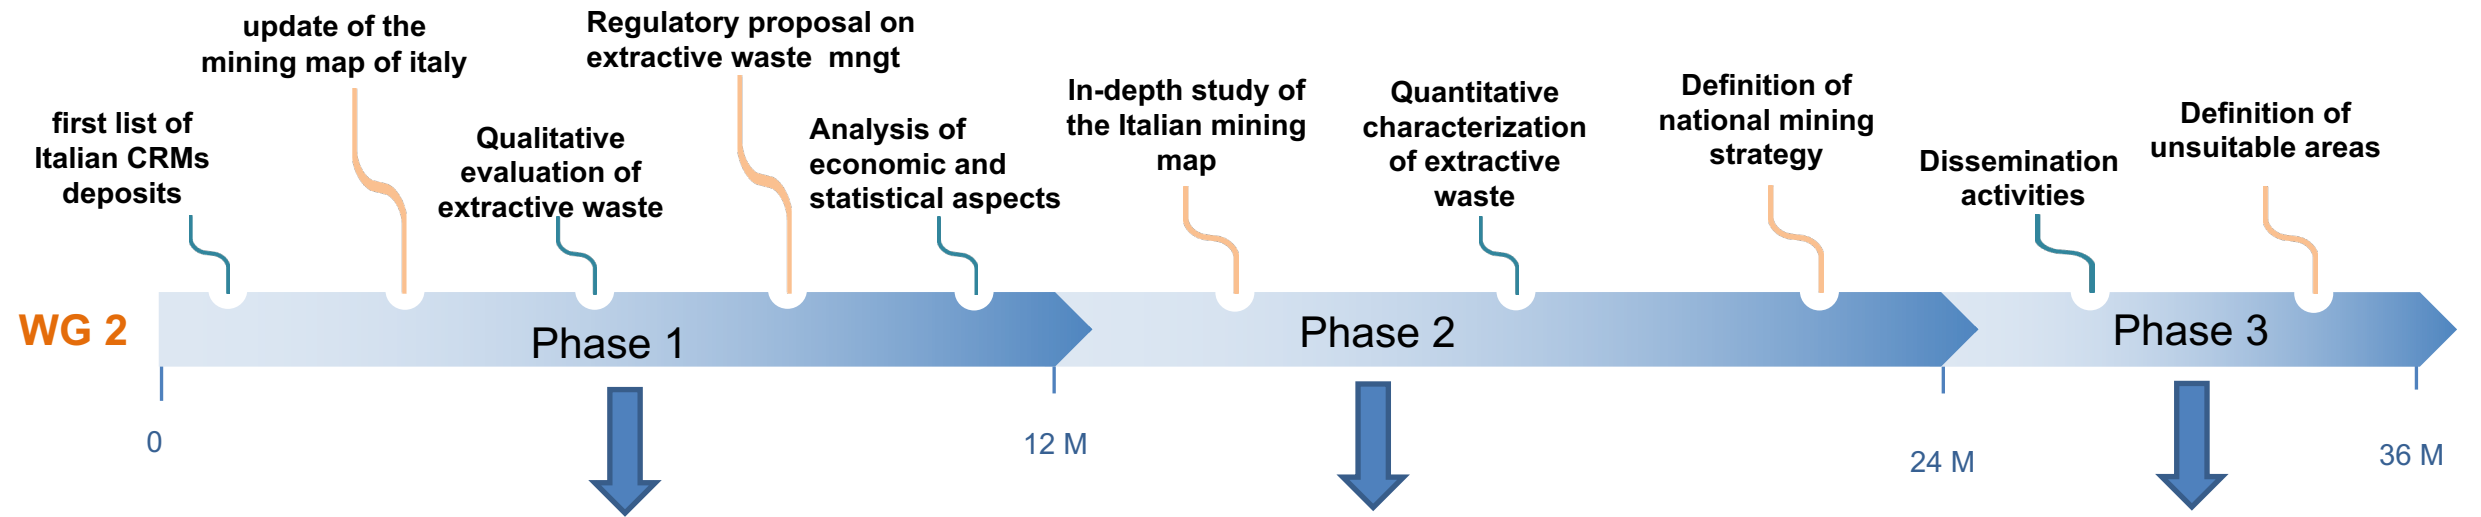 update of the
mining map of italy
Regulatory proposal on
extractive waste  mngt
first list of
Italian CRMs
deposits
Qualitative
evaluation of
extractive waste
Analysis of
economic and
statistical aspects
In-depth study of
the Italian mining
map
Quantitative
characterization
of extractive
waste
Definition of
national mining
strategy
Dissemination
activities
Definition of
unsuitable areas
WG 2
Phase 1
Phase 2
Phase 3
0
12 M
24 M
36 M